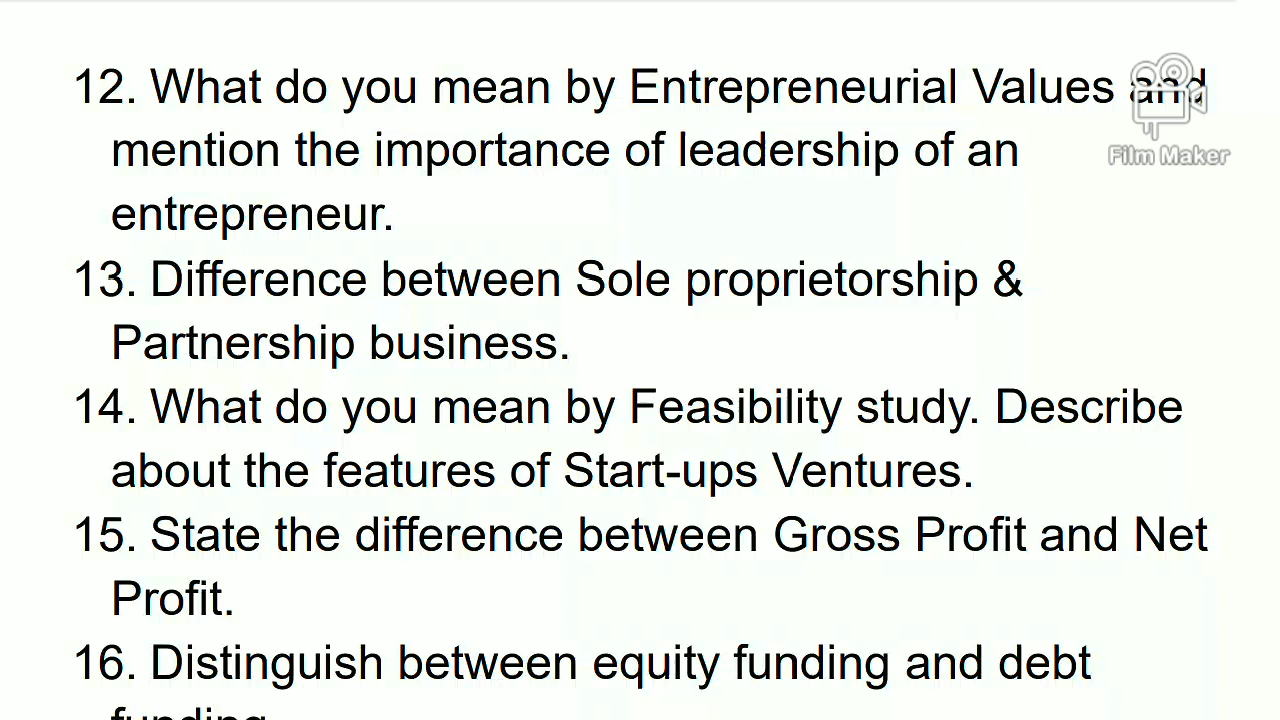 12. What do you mean by Entrepreneurial Values and
mention the importance of leadership of an
entrepreneur.
13. Difference between Sole proprietorship &
Partnership business.
14. What do you mean by Feasibility study. Describe
about the features of Start-ups Ventures.
15. State the difference between Gross Profit and Net
Profit.
16. Distinguish between equity funding and debt
funding
Film Maker